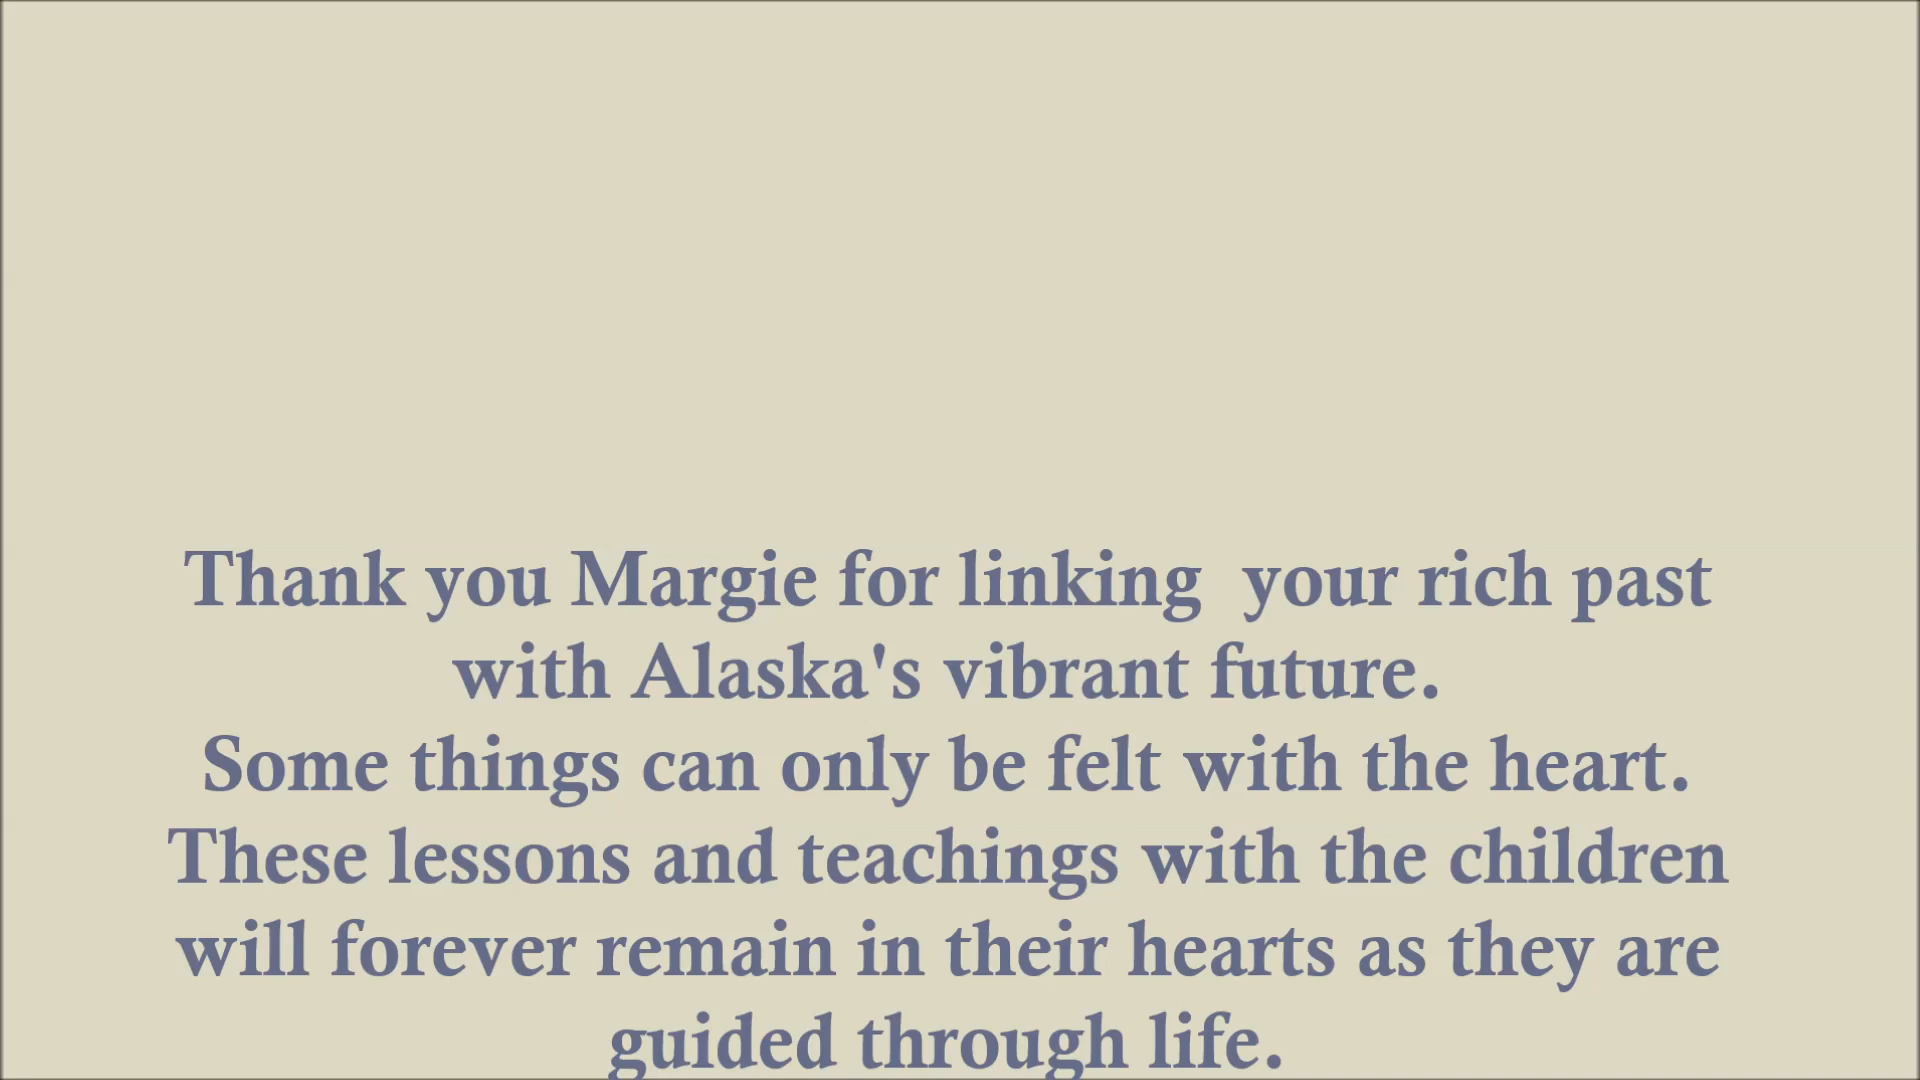 Thank you Margie for linking  your rich past
with Alaska's vibrant future.
Some things can only be felt with the heart.
These lessons and teachings with the children
will forever remain in their hearts as they are
guided through life.